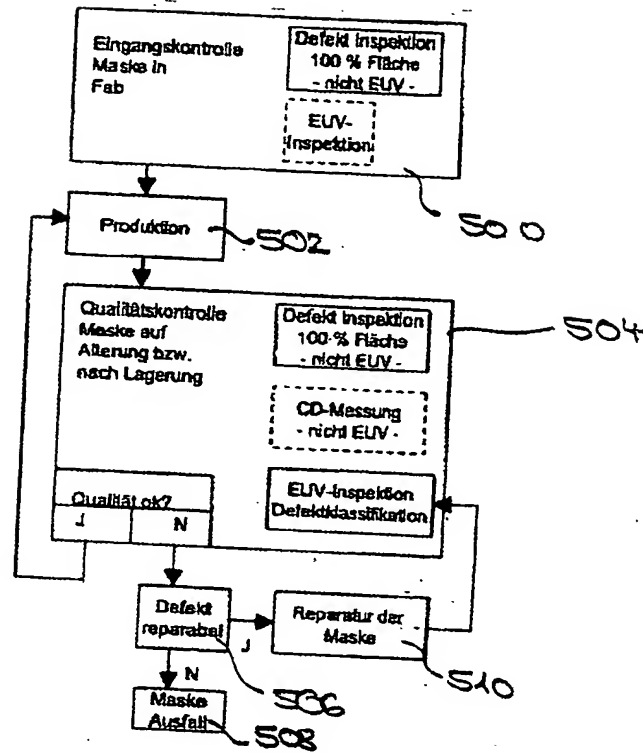 Eingangskontrolle
Maske in
Fab
Defekt Inspektion
100 % Fläche
- nicht EUV -
EUV-
Inspektion
500
Produktion
502
Qualitätskontrolle
Maske auf
Alterung bzw.
nach Lagerung
Defekt Inspektion
100 % Fläche
- nicht EUV -
504
CD-Messung
- nicht EUV -
EUV-Inspektion
Defektklassifikation
Qualität ok?
J N
Defekt
reparabel
J
Reparatur der
Maske
510
506
N
Maske
Ausfall
508